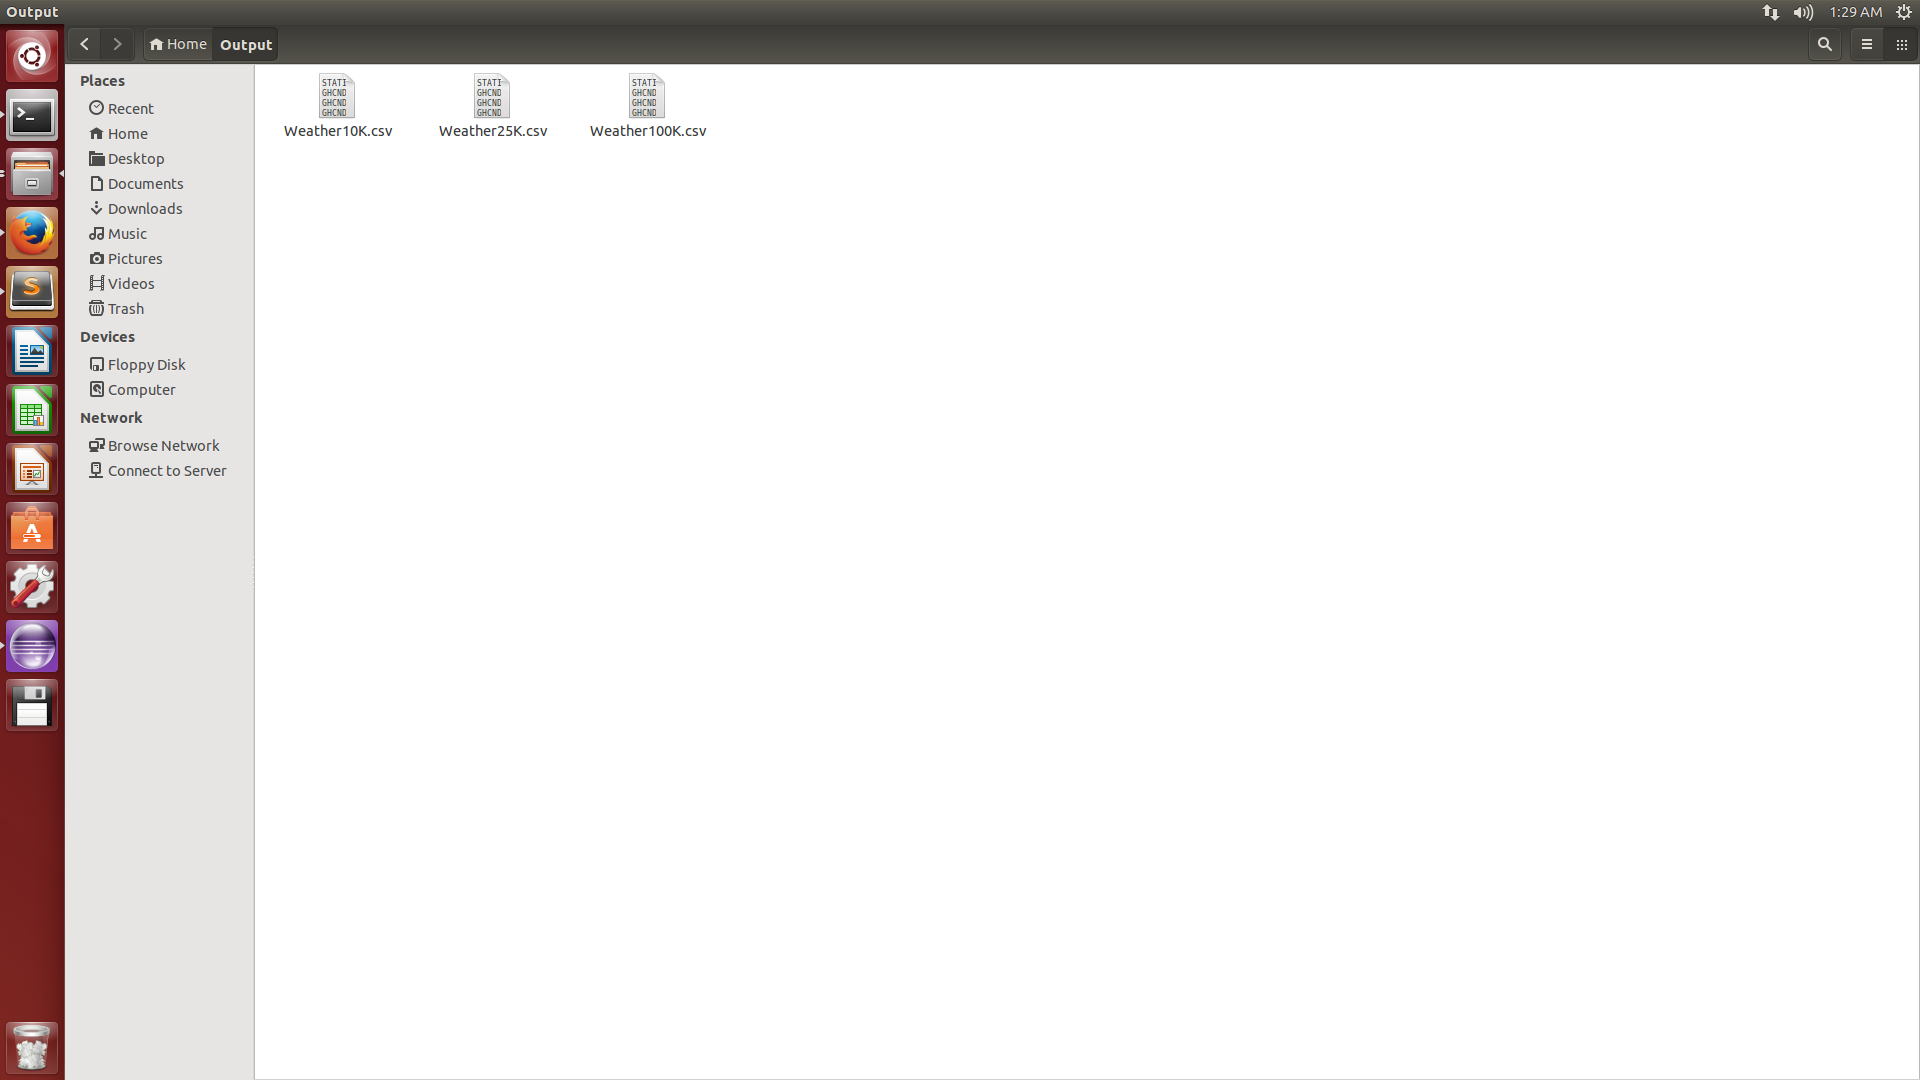 Output
1:29 AM
Home
Output
Places
Recent
Home
Desktop
Documents
Downloads
Music
Pictures
Videos
Trash
Devices
Floppy Disk
Computer
Network
Browse Network
Connect to Server
STATI
GHCND
GHCND
GHCND
Weather10K.csv
STATI
GHCND
GHCND
GHCND
Weather25K.csv
STATI
GHCND
GHCND
GHCND
Weather100K.csv